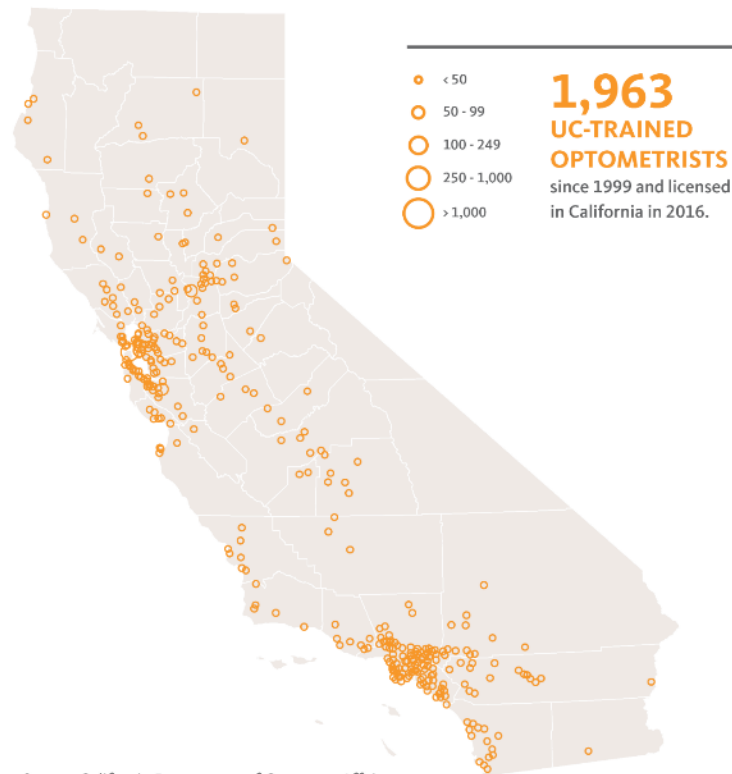 < 50
50 - 99
100 - 249
250 - 1,000
> 1,000
1,963
UC-TRAINED
OPTOMETRISTS
since 1999 and licensed
in California in 2016.